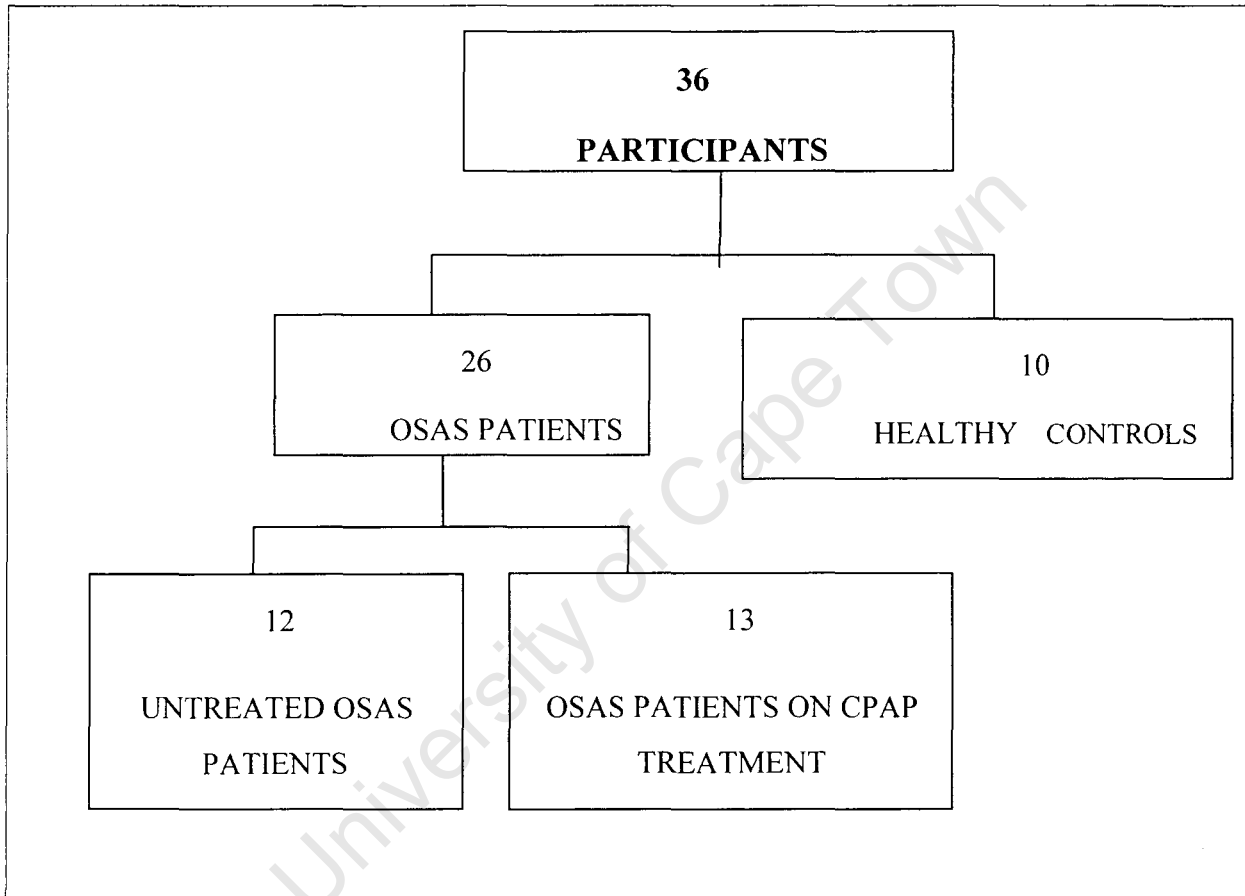 36
PARTICIPANTS
26
OSAS PATIENTS
10
HEALTHY CONTROLS
12
UNTREATED OSAS
PATIENTS
13
OSAS PATIENTS ON CPAP
TREATMENT
University of Cape Town